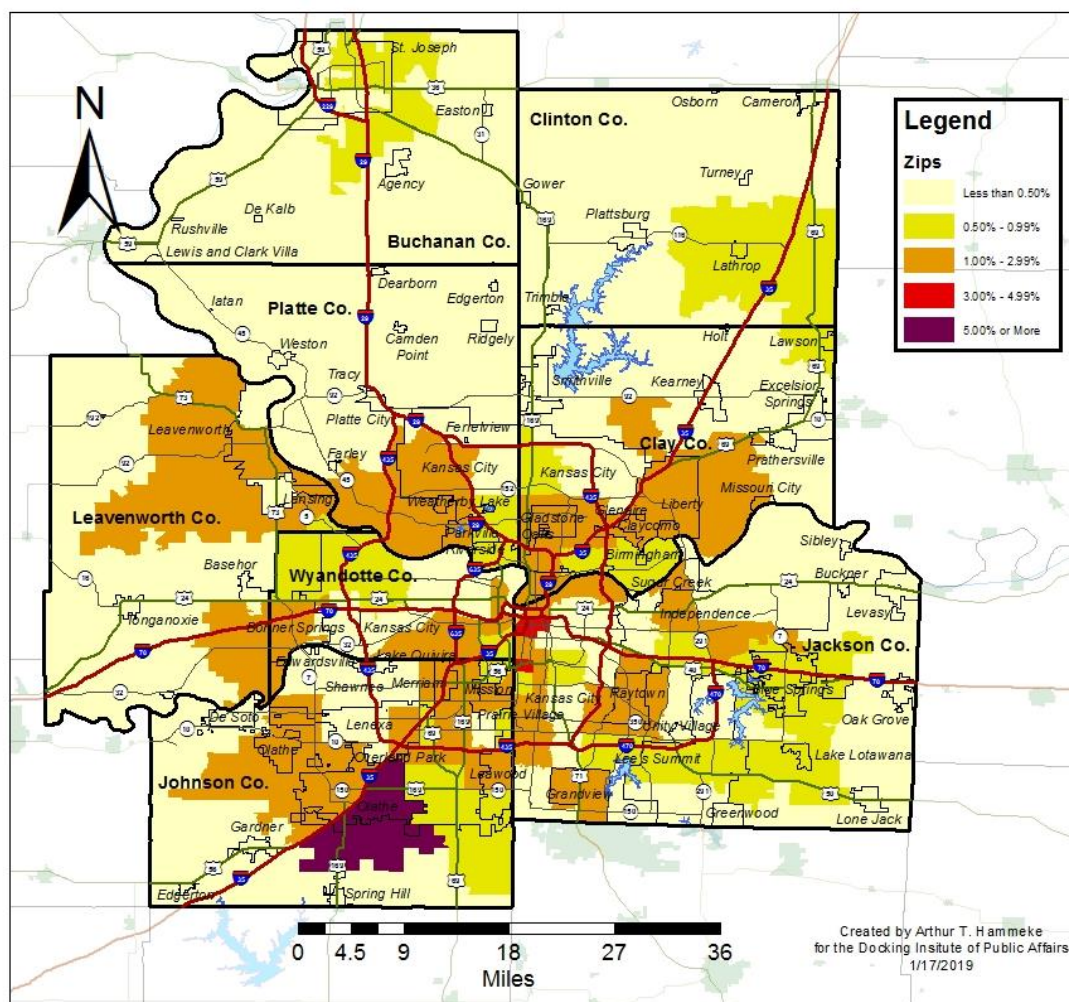 N
St. Joseph
Easton
Agency
De Kalb
Rushville
Lewis and Clark Villa
Buchanan Co.
Clinton Co.
Osborn
Cameron
Turney
Gower
Plattsburg
Lathrop
Trimble
Platte Co.
Dearborn
Edgerton
Iatan
Camden
Point
Ridgely
Weston
Tracy
Platte City
Ferrelview
Farley
Kansas City
Weatherby Lake
Parkville
Riverside
Holt
Lawson
Smithville
Kearney
Excelsior
Springs
Clay Co.
Prathersville
Kansas City
Liberty
Missouri City
Glenaire
Gladstone
Oaks
Claycomo
Birmingham
Leavenworth
Lansing
Leavenworth Co.
Basehor
Tonganoxie
Wyandotte Co.
Bonner Springs
Kansas City
Edwardsville
Lake Quivira
Sugar Creek
Sibley
Buckner
Levasy
Independence
Jackson Co.
Blue Springs
Oak Grove
Kansas City
Raytown
Unity Village
Lee's Summit
Lake Lotawana
Grandview
Greenwood
Lone Jack
Shawnee
Merriam
Mission
Prairie Village
De Soto
Lenexa
Olathe
Overland Park
Leawood
Johnson Co.
Olathe
Gardner
Edgerton
Spring Hill
Legend
Zips
Less than 0.50%
0.50% - 0.99%
1.00% - 2.99%
3.00% - 4.99%
5.00% or More
0 4.5 9 18 27 36
Miles
Created by Arthur T. Hammeke
for the Docking Insitute of Public Affairs
1/17/2019